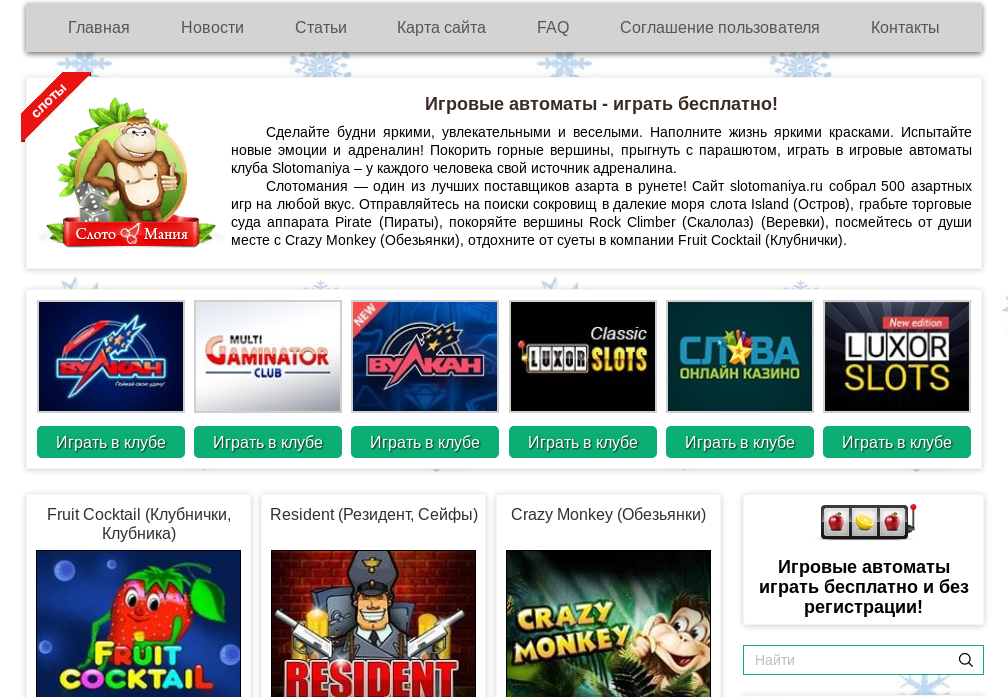 Главная Новости Статьи Карта сайта FAQ Соглашение пользователя Контакты
слоты
Слото Мания
Игровые автоматы - играть бесплатно!
Сделайте будни яркими, увлекательными и веселыми. Наполните жизнь яркими красками. Испытайте
новые эмоции и адреналин! Покорить горные вершины, прыгнуть с парашютом, играть в игровые автоматы
клуба Slotomaniya – у каждого человека свой источник адреналина.
Слотомания — один из лучших поставщиков азарта в рунете! Сайт slotomaniya.ru собрал 500 азартных
игр на любой вкус. Отправляйтесь на поиски сокровищ в далекие моря слота Island (Остров), грабьте торговые
суда аппарата Pirate (Пираты), покоряйте вершины Rock Climber (Скалолаз) (Веревки), посмейтесь от души
месте с Crazy Monkey (Обезьянки), отдохните от суеты в компании Fruit Cocktail (Клубнички).
ВУЛКАН
Поймай свою удачу!
MULTI
GAMINATOR
CLUB
NEW
ВУЛКАН
Classic
LUXOR SLOTS
СЛАВА
ОНЛАЙН КАЗИНО
New edition
LUXOR
SLOTS
Играть в клубе Играть в клубе Играть в клубе Играть в клубе Играть в клубе Играть в клубе
Fruit Cocktail (Клубнички,
Клубника)
FRUIT
COCKTAIL
Resident (Резидент, Сейфы)
RESIDENT
Crazy Monkey (Обезьянки)
CRAZY
MONKEY
Игровые автоматы
играть бесплатно и без
регистрации!
Найти